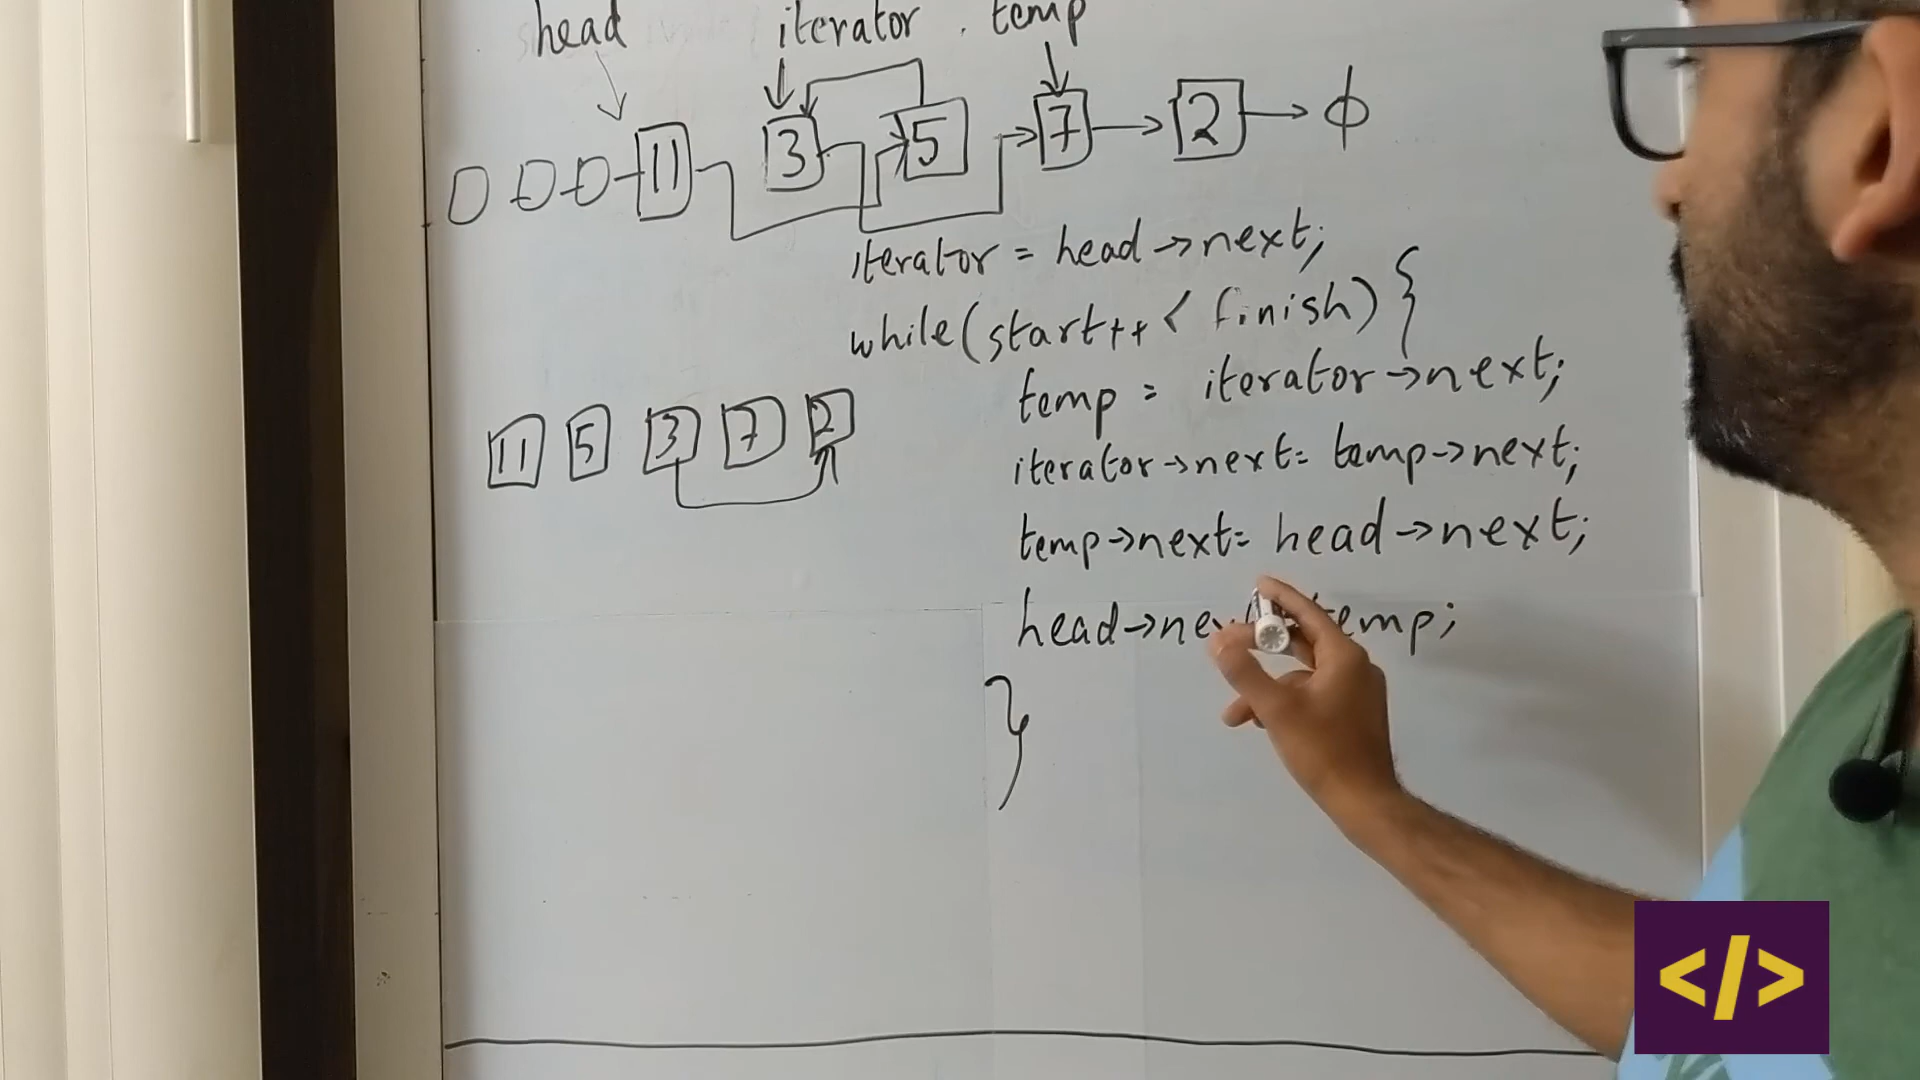 head iterator temp
11 3 5 7 2 ϕ
iterator = head->next;
while(start++ < finish) {
temp = iterator->next;
11 5 3 7 2
iterator->next= temp->next;
temp->next= head->next;
head->next temp;
}
</>